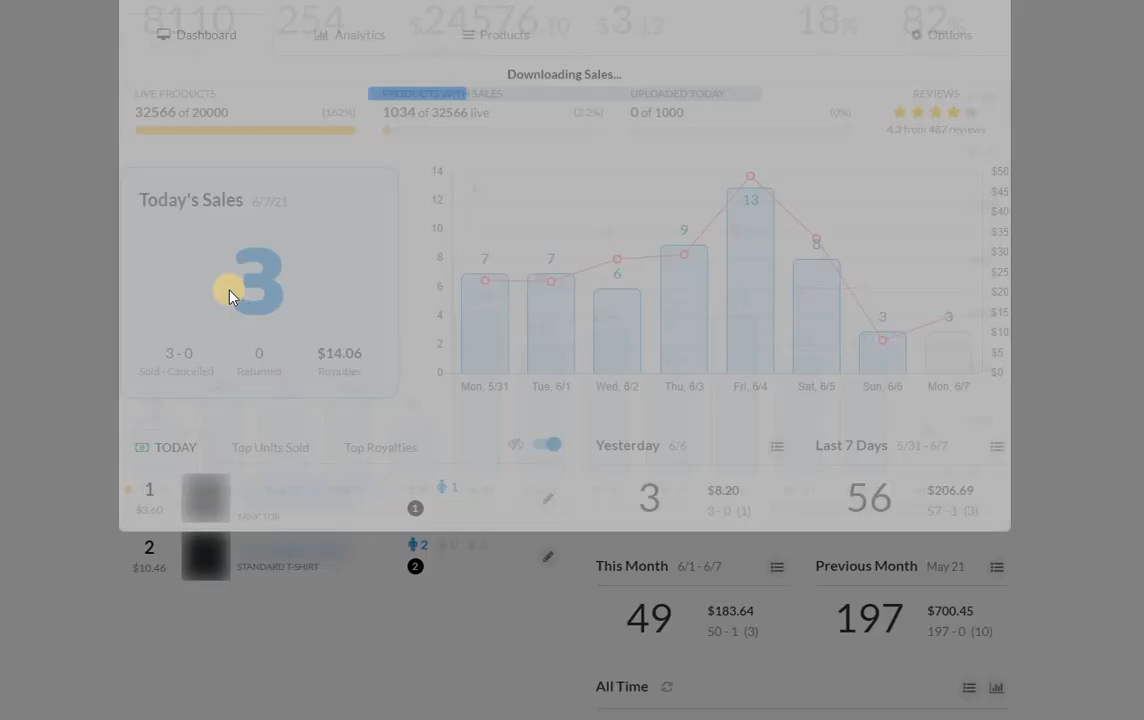 8110 254 $24576.10 $3.12 18% 82%
Dashboard Analytics Products Options
Downloading Sales...
LIVE PRODUCTS PRODUCTS WITH SALES UPLOADED TODAY REVIEWS
32566 of 20000 (162%) 1034 of 32566 live (3.2%) 0 of 1000 (0%)
4.3 from 487 reviews
Today's Sales 6/7/21
3
3 - 0 0 $14.06
Sold - Cancelled Returned Royalties
14 $50
$45
12 $40
10 $35
8 $30
$25
6 $20
4 $15
$10
2 $5
0 $0
7 7 6 9 13 8 3 3
Mon, 5/31 Tue, 6/1 Wed, 6/2 Thu, 6/3 Fri, 6/4 Sat, 6/5 Sun, 6/6 Mon, 6/7
TODAY Top Units Sold Top Royalties
1 1
$3.60 TANK TOP 1
2 2 0
$10.46 STANDARD T-SHIRT 2
Yesterday 6/6 Last 7 Days 5/31 - 6/7
3 $8.20 56 $206.69
3 - 0 (1) 57 - 1 (3)
This Month 6/1 - 6/7 Previous Month May 21
49 $183.64 197 $700.45
50 - 1 (3) 197 - 0 (10)
All Time